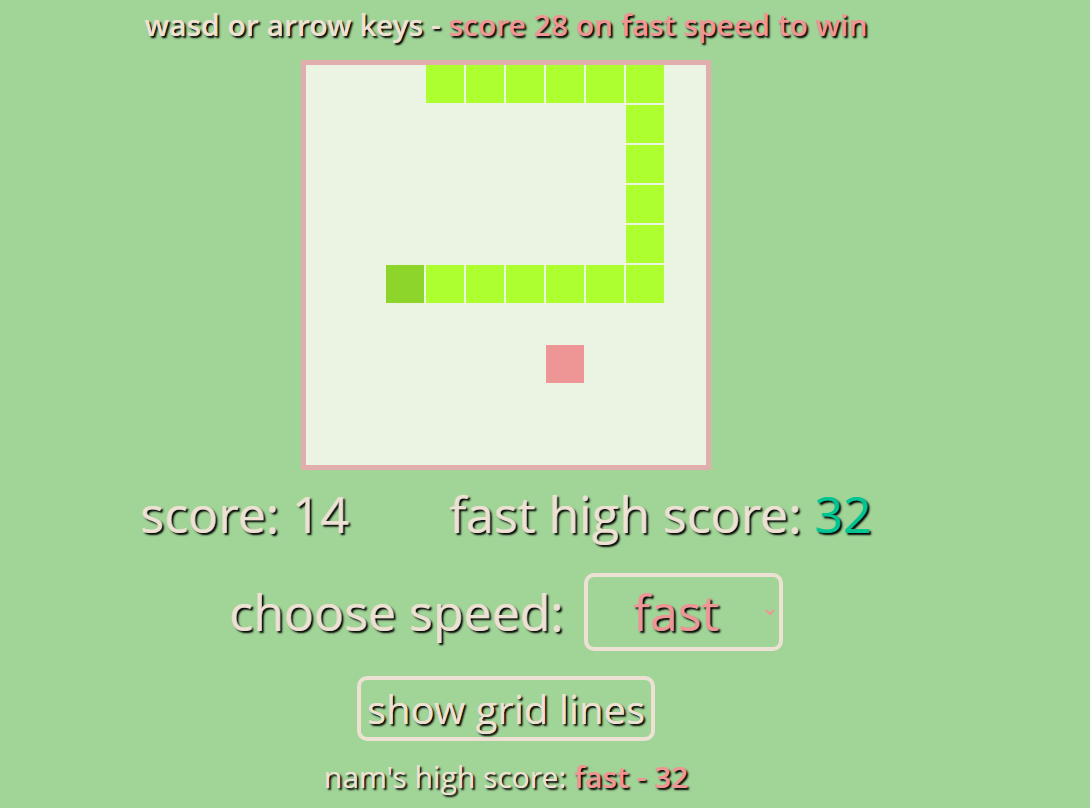 wasd or arrow keys - score 28 on fast speed to win
score: 14 fast high score: 32
choose speed: fast
show grid lines
nam's high score: fast - 32